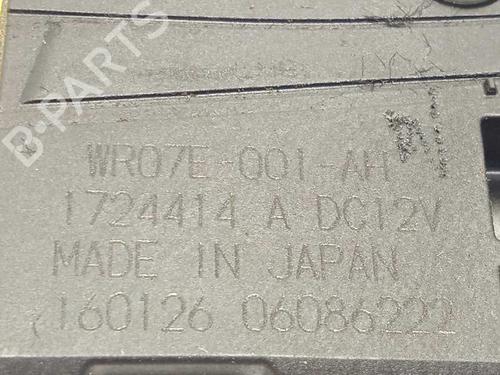 B-PARTS
WR07E-001-AH
1724414 A DC12V
MADE IN JAPAN
160126 06086222